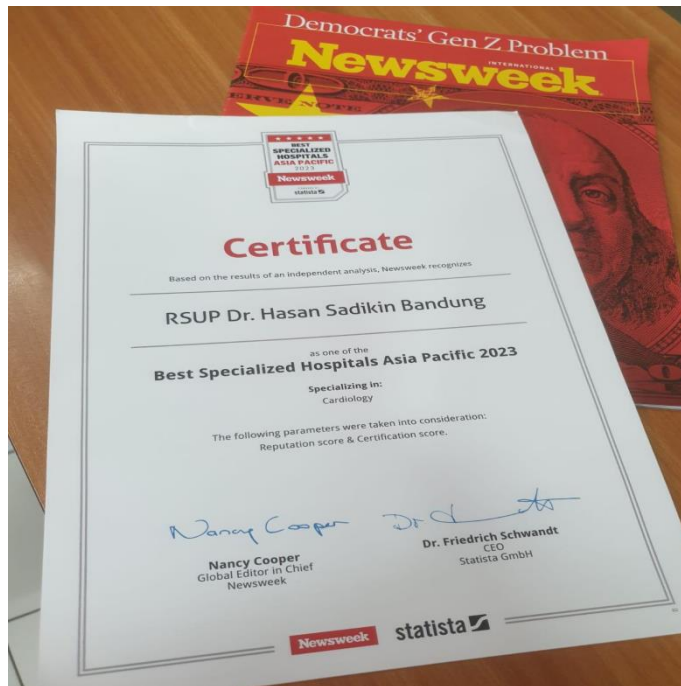 Democrats' Gen Z Problem
INTERNATIONAL
Newsweek
NOTE
BEST
SPECIALIZED
HOSPITALS
ASIA PACIFIC
2023
Newsweek
statista
Certificate
Based on the results of an independent analysis, Newsweek recognizes
RSUP Dr. Hasan Sadikin Bandung
as one of the
Best Specialized Hospitals Asia Pacific 2023
Specializing in:
Cardiology
The following parameters were taken into consideration:
Reputation score & Certification score.
Nancy Cooper
Nancy Cooper
Global Editor in Chief
Newsweek
Dr. Friedrich Schwandt
CEO
Statista GmbH
Newsweek
statista